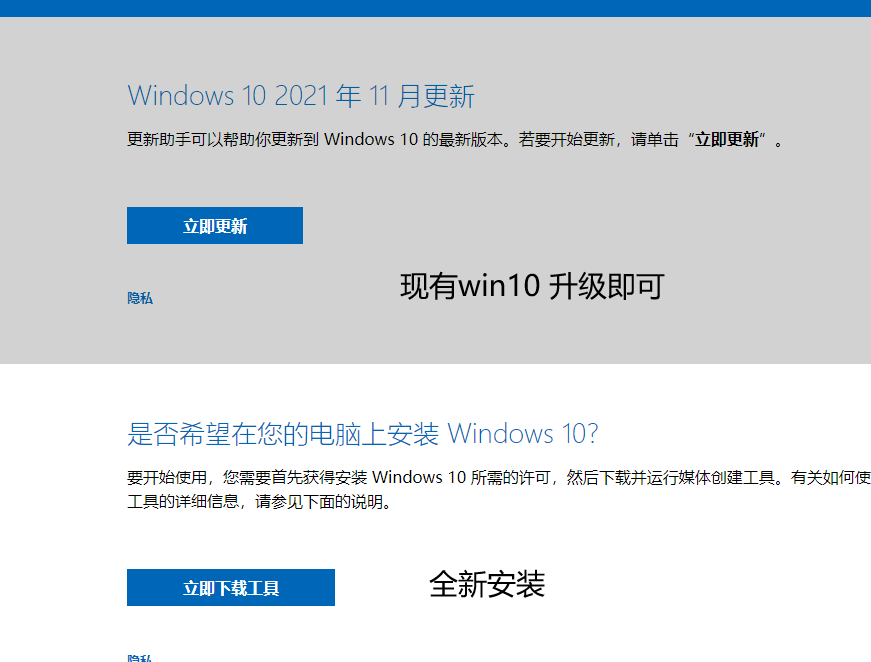 Windows 10 2021 年 11 月更新
更新助手可以帮助你更新到 Windows 10 的最新版本。若要开始更新，请单击“立即更新”。
立即更新
现有win10 升级即可
隐私
是否希望在您的电脑上安装 Windows 10?
要开始使用，您需要首先获得安装 Windows 10 所需的许可，然后下载并运行媒体创建工具。有关如何使
工具的详细信息，请参见下面的说明。
立即下载工具
全新安装
隐私